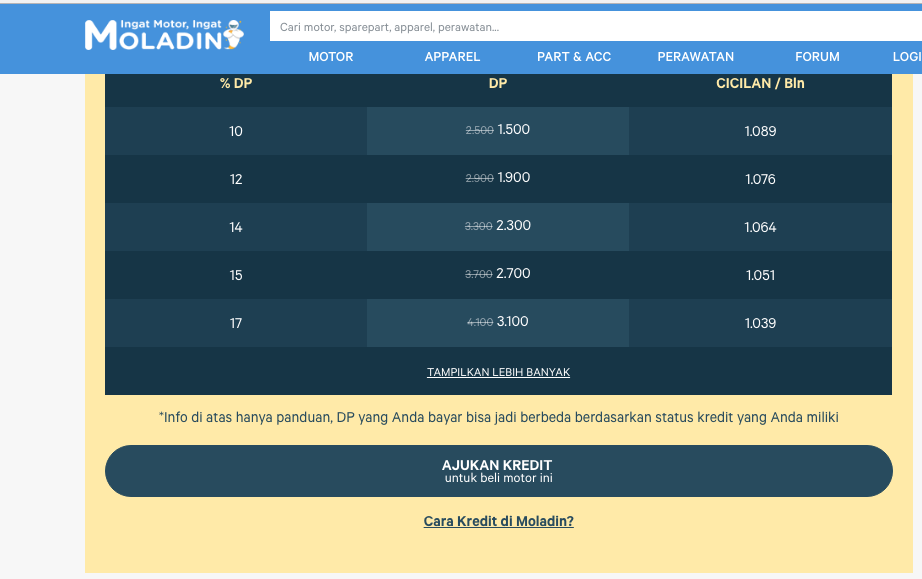 Ingat Motor, Ingat
MOLADIN
Cari motor, sparepart, apparel, perawatan...
MOTOR APPAREL PART & ACC PERAWATAN FORUM LOGI
% DP DP CICILAN / Bln
10 2.500 1.500 1.089
12 2.900 1.900 1.076
14 3.300 2.300 1.064
15 3.700 2.700 1.051
17 4.100 3.100 1.039
TAMPILKAN LEBIH BANYAK
*Info di atas hanya panduan, DP yang Anda bayar bisa jadi berbeda berdasarkan status kredit yang Anda miliki
AJUKAN KREDIT
untuk beli motor ini
Cara Kredit di Moladin?